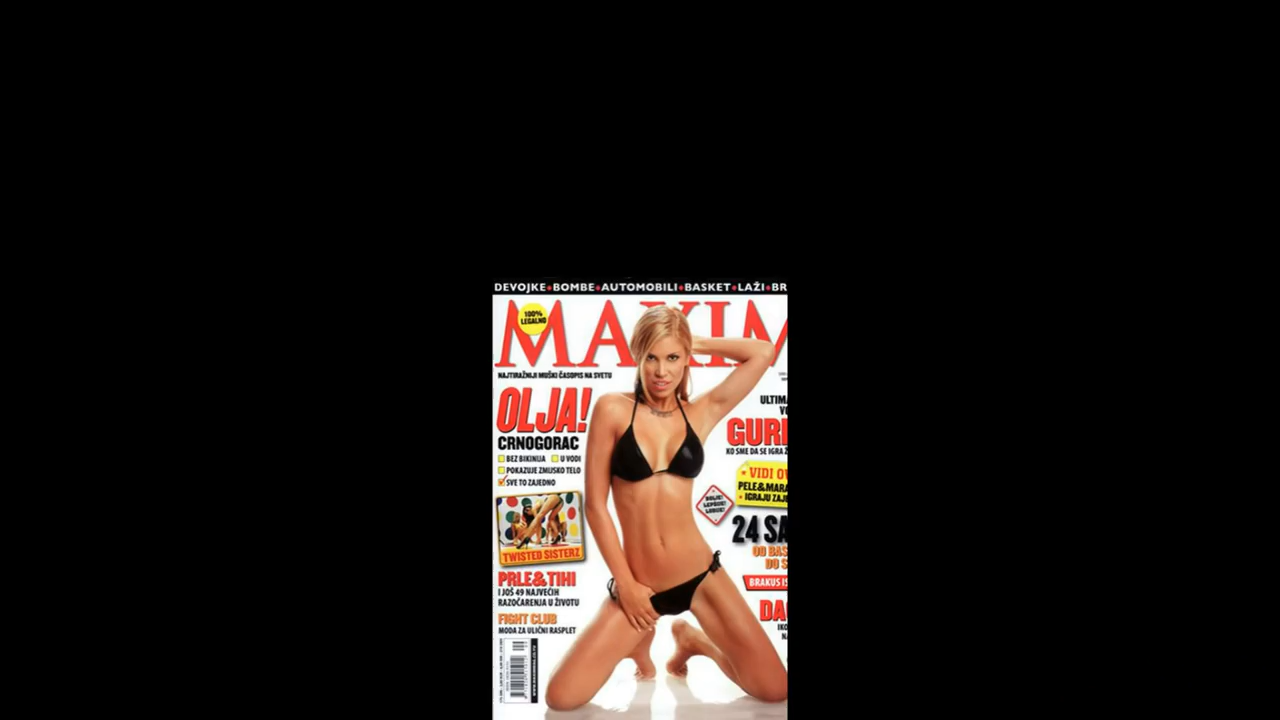 DEVOJKE•BOMBE•AUTOMOBILI•BASKET•LAŽI•BR
MAXIM
100%
LEGALNO
NAJTIRAŽNIJI MUŠKI ČASOPIS NA SVETU
OLJA!
CRNOGORAC
BEZ BIKINIJA U VODI
POKAZUJE ZMIJSKO TELO
SVE TO ZAJEDNO
TWISTED SISTERZ
PRLE&TIHI
I JOŠ 49 NAJVEĆIH
RAZOČARENJA U ŽIVOTU
FIGHT CLUB
MODA ZA ULIČNI RASPLET
ULTIMA
GURI
KO SME DA SE IGRA Ž
VIDI OV
PELE&MARA
IGRAJU ZAJ
BOLJE!
LEPŠE!
LUĐE!
24 SA
OD BAS
DO S
BRAKUS IS
DA